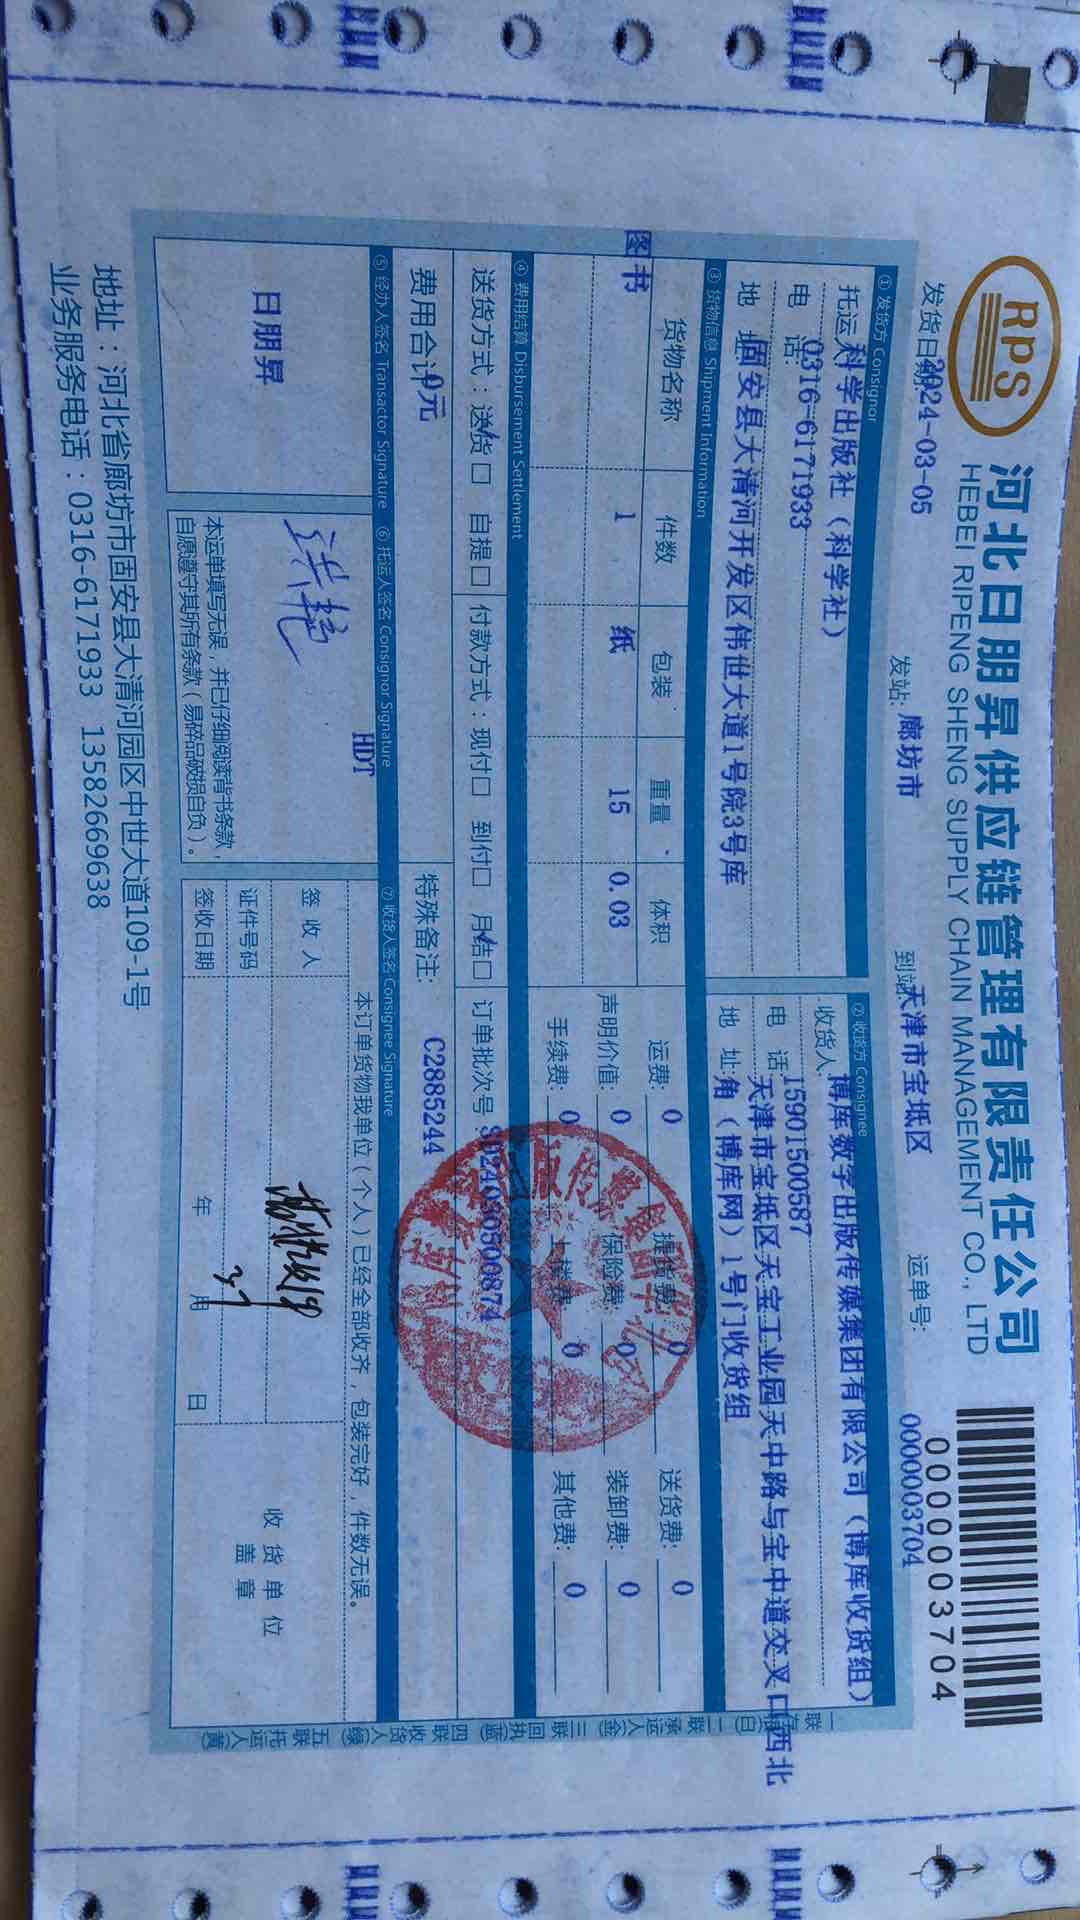 RPS
河北日朋昇供应链管理有限责任公司
HEBEI RIPENG SHENG SUPPLY CHAIN MANAGEMENT CO., LTD
0000003704
发货日期: 2024-03-05 发站: 廊坊市 到站: 天津市宝坻区 运单号: 0000003704
① 发货方 Consignor
托运人: 科学出版社（科学社）
电 话: 0316-6171933
地 址: 固安县大清河开发区伟世大道1号院3号库
② 收货方 Consignee
收货人: 博库数字出版传媒集团有限公司（博库收货组）
电 话: 15901500587
地 址: 天津市宝坻区天宝工业园天中路与宝中道交叉口西北
角（博库网）1号门收货组
③ 货物信息 Shipment Information
货物名称 件数 包装 重量 体积
图书 1 纸 15 0.03
运费: 0 提货费: 0 送货费: 0
声明价值: 0 保险费: 0 装卸费: 0
手续费: 0 上楼费: 0 其他费: 0
④ 费用结算 Disbursement Settlement
送货方式：送货□ 自提□ 付款方式：现付□ 到付□ 月结□ 订单批次号
费用合计 0元 特殊备注: C2885244
⑤ 经办人签名 Transactor Signature ⑥ 托运人签名 Consignor Signature ⑦ 收货人签名 Consignee Signature
日朋昇
HDT
本运单填写无误，并已仔细阅读背书条款，
自愿遵守其所有条款（易碎品破损自负）。
本订单货物我单位（个人）已经全部收齐，包装完好，件数无误。
签 收 人
证件号码
签收日期 年 月 日
收 货 单 位
盖 章
一联存根(白) 二联承运人(金) 三联回执(蓝) 四联收货人(绿) 五联托运人(黄)
地址：河北省廊坊市固安县大清河园区中世大道109-1号
业务服务电话：0316-6171933 13582669638